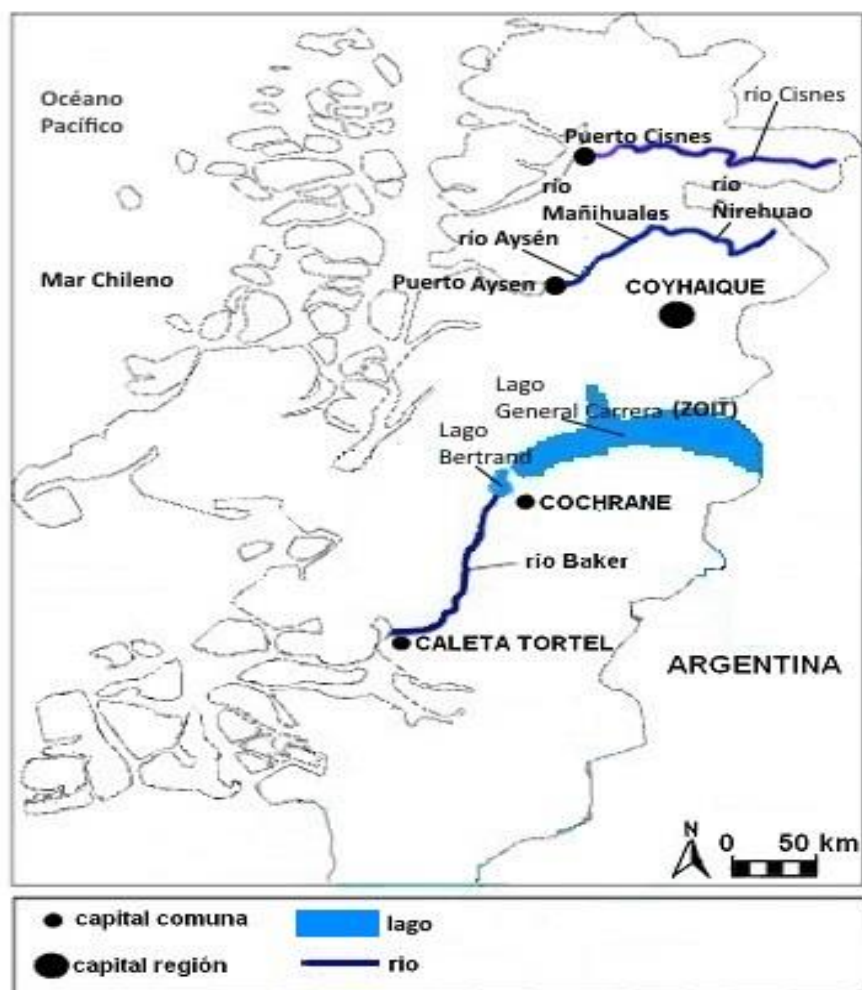 Océano
Pacífico
río Cisnes
Puerto Cisnes
río
Mañihuales
río
Ñirehuao
río Aysén
Mar Chileno
Puerto Aysen
COYHAIQUE
Lago
General Carrera (ZOIT)
Lago
Bertrand
COCHRANE
río Baker
CALETA TORTEL
ARGENTINA
N
0 50 km
capital comuna
lago
capital región
rio